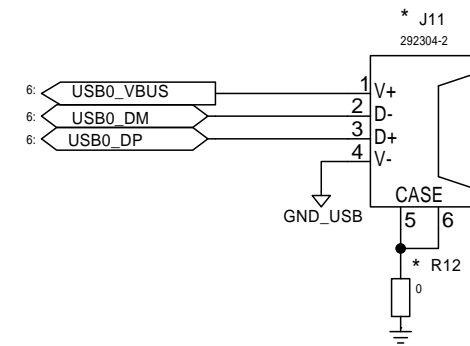 * J11
292304-2
6: USB0_VBUS 1 V+
6: USB0_DM 2 D-
6: USB0_DP 3 D+
4 V-
GND_USB
CASE
5 6
* R12
0